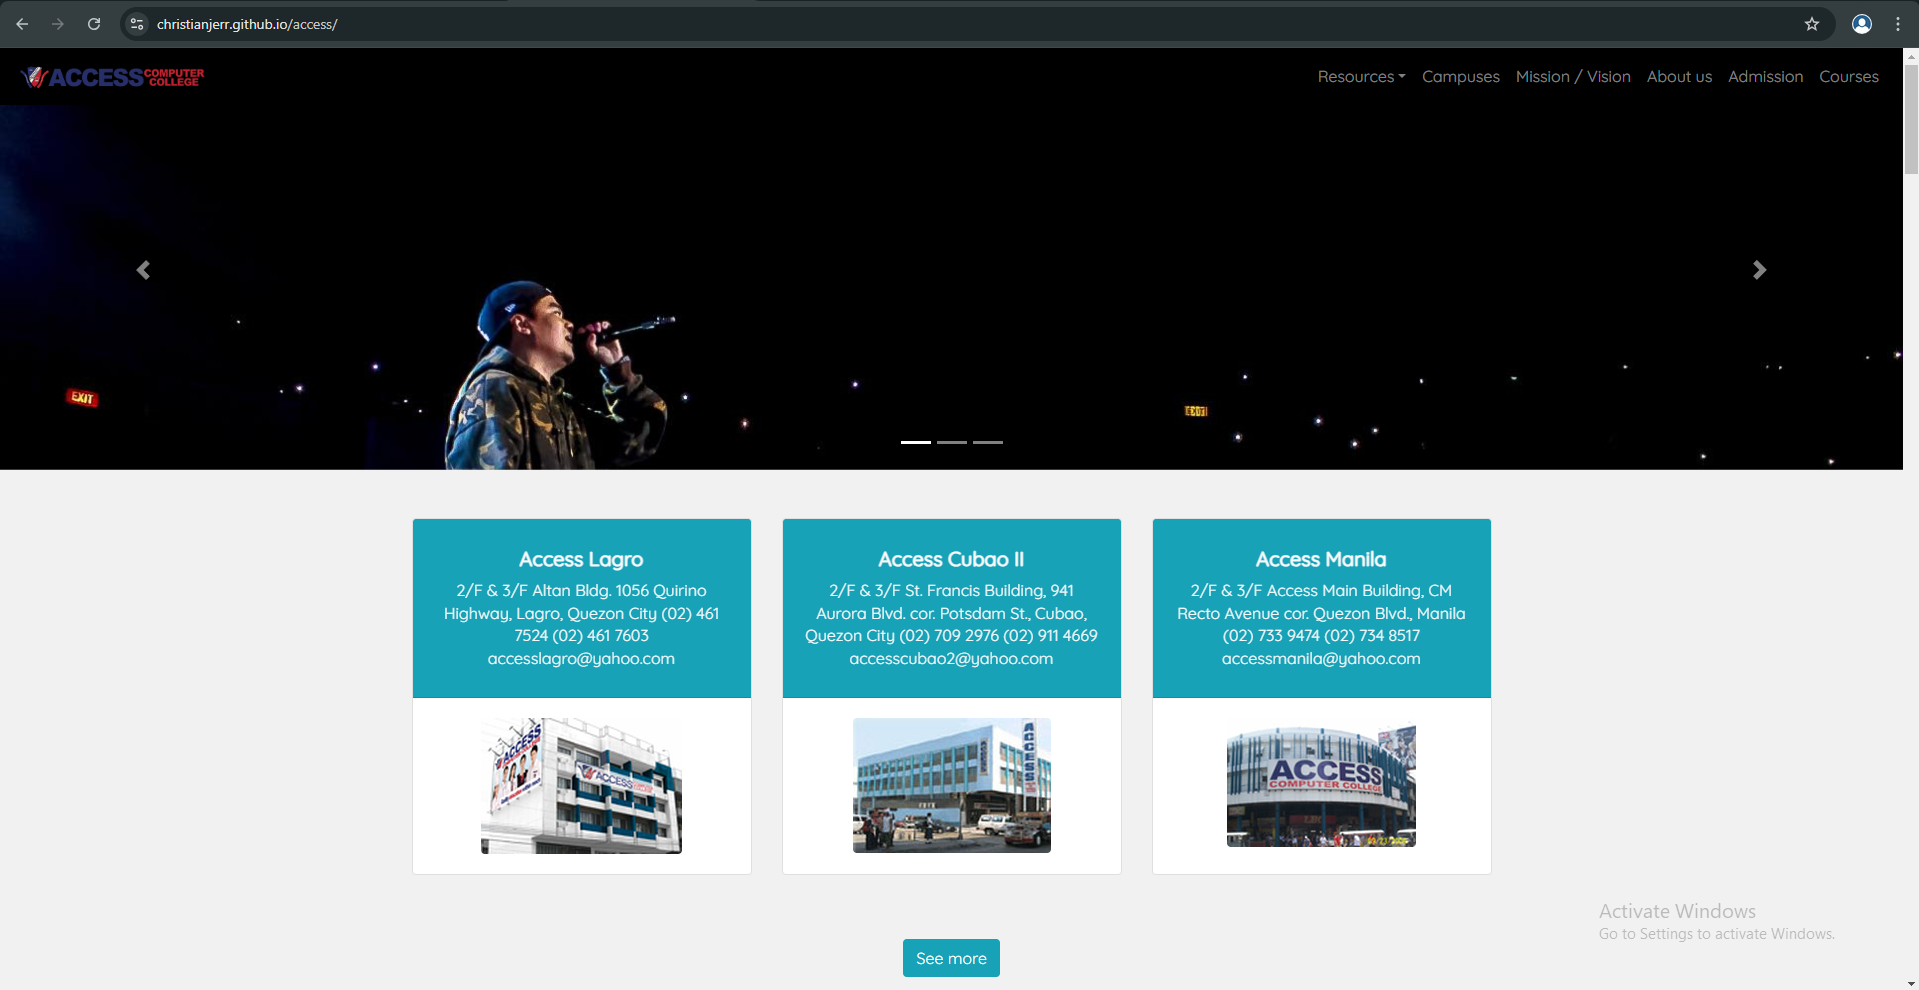 christianjerr.github.io/access/
ACCESS COMPUTER COLLEGE
Resources Campuses Mission / Vision About us Admission Courses
EXIT
Access Lagro
2/F & 3/F Altan Bldg. 1056 Quirino
Highway, Lagro, Quezon City (02) 461
7524 (02) 461 7603
accesslagro@yahoo.com
ACCESS
ACCESS
Access Cubao II
2/F & 3/F St. Francis Building, 941
Aurora Blvd. cor. Potsdam St., Cubao,
Quezon City (02) 709 2976 (02) 911 4669
accesscubao2@yahoo.com
ACCESS
Access Manila
2/F & 3/F Access Main Building, CM
Recto Avenue cor. Quezon Blvd., Manila
(02) 733 9474 (02) 734 8517
accessmanila@yahoo.com
ACCESS
COMPUTER COLLEGE
See more
Activate Windows
Go to Settings to activate Windows.